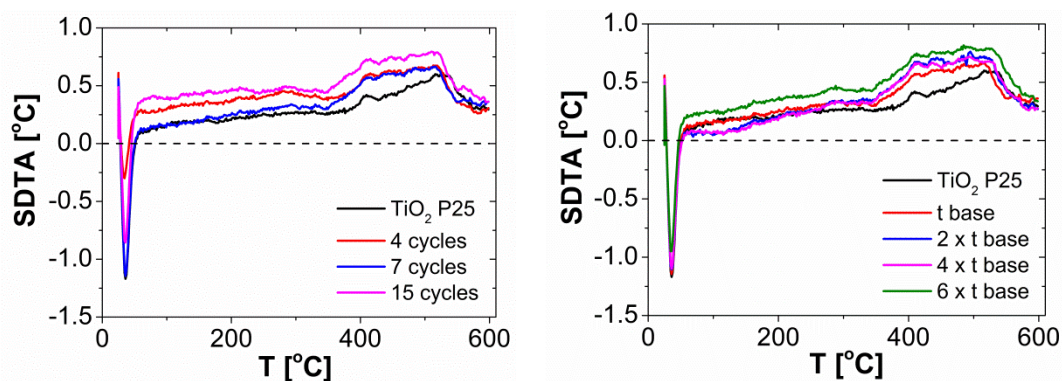 SDTA [°C]
1.0
0.5
0.0
-0.5
-1.0
-1.5
TiO₂ P25
4 cycles
7 cycles
15 cycles
0
200
400
600
T [°C]
SDTA [°C]
1.0
0.5
0.0
-0.5
-1.0
-1.5
TiO₂ P25
t base
2 x t base
4 x t base
6 x t base
0
200
400
600
T [°C]